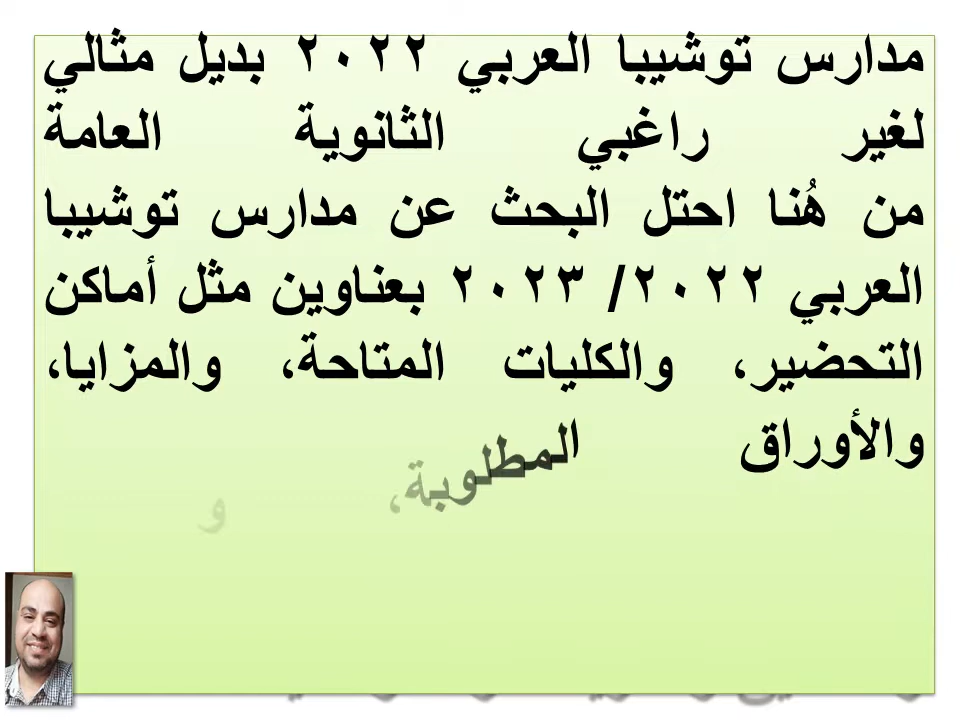 مدارس توشيبا العربي ٢٠٢٢ بديل مثالي
لغير راغبي الثانوية العامة
من هُنا احتل البحث عن مدارس توشيبا
العربي ٢٠٢٢/ ٢٠٢٣ بعناوين مثل أماكن
التحضير، والكليات المتاحة، والمزايا،
والأوراق المطلوبة، و